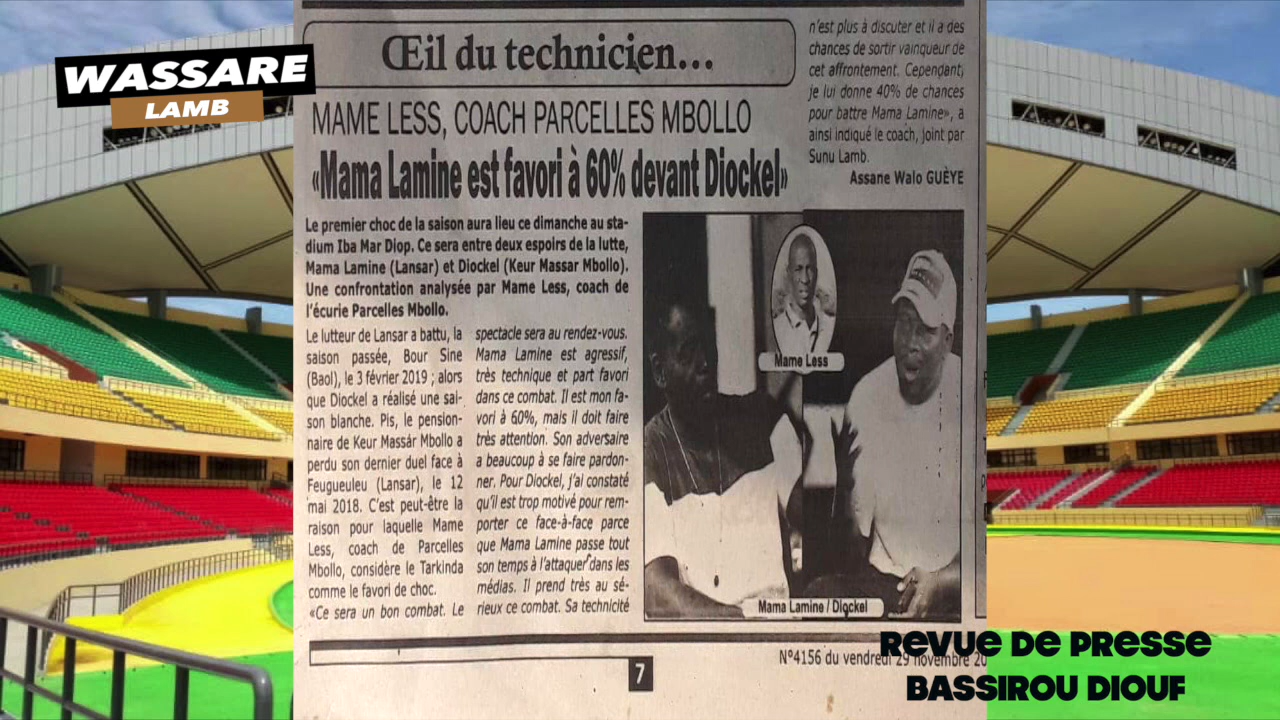 WASSARE
LAMB
Œil du technicien...
MAME LESS, COACH PARCELLES MBOLLO
«Mama Lamine est favori à 60% devant Diockel»
Le premier choc de la saison aura lieu ce dimanche au sta-
dium Iba Mar Diop. Ce sera entre deux espoirs de la lutte,
Mama Lamine (Lansar) et Diockel (Keur Massar Mbollo).
Une confrontation analysée par Mame Less, coach de
l'écurie Parcelles Mbollo.
Le lutteur de Lansar a battu, la
saison passée, Bour Sine
(Baol), le 3 février 2019 ; alors
que Diockel a réalisé une sai-
son blanche. Pis, le pension-
naire de Keur Massar Mbollo a
perdu son dernier duel face à
Feugueuleu (Lansar), le 12
mai 2018. C'est peut-être la
raison pour laquelle Mame
Less, coach de Parcelles
Mbollo, considère le Tarkinda
comme le favori de choc.
«Ce sera un bon combat. Le
spectacle sera au rendez-vous.
Mama Lamine est agressif,
très technique et part favori
dans ce combat. Il est mon fa-
vori à 60%, mais il doit faire
très attention. Son adversaire
a beaucoup à se faire pardon-
ner. Pour Diockel, j'ai constaté
qu'il est trop motivé pour rem-
porter ce face-à-face parce
que Mama Lamine passe tout
son temps à l'attaquer dans les
médias. Il prend très au sé-
rieux ce combat. Sa technicité
n'est plus à discuter et il a des
chances de sortir vainqueur de
cet affrontement. Cependant,
je lui donne 40% de chances
pour battre Mama Lamine», a
ainsi indiqué le coach, joint par
Sunu Lamb.
Assane Walo GUÈYE
Mame Less
Mama Lamine / Diockel
7
N°4156 du vendredi 29 novembre 20
REVUE DE PRESSE
BASSIROU DIOUF